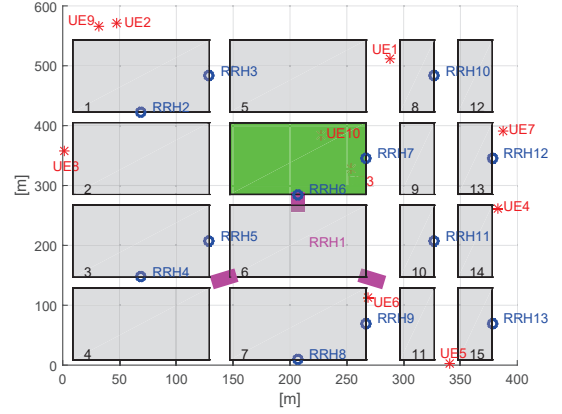 600
500
400
300
200
100
0
[m]
0 50 100 150 200 250 300 350 400
[m]
UE9 UE2
UE1
RRH3 RRH10
RRH2
1 5 8 12
UE10 UE7
UE8 RRH7 RRH12
3
2 RRH6 9 13
UE4
RRH5 RRH1 RRH11
3 RRH4 6 10 14
UE6
RRH9 RRH13
4 7 RRH8 11 UE5 15